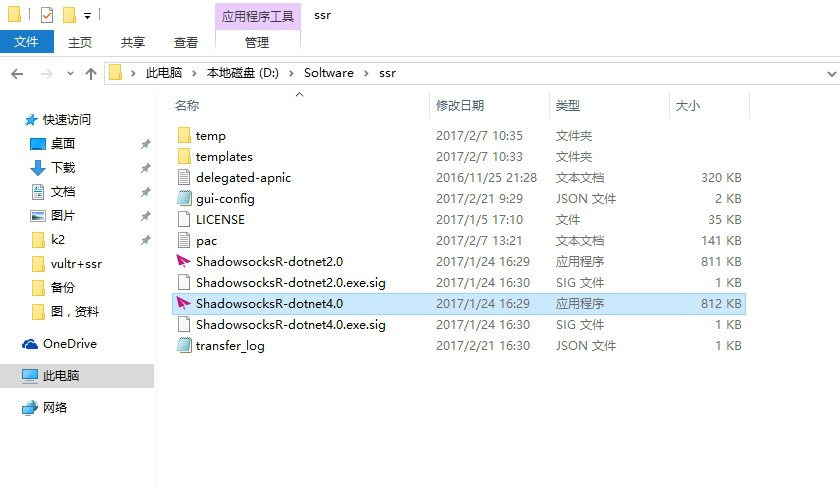 应用程序工具 ssr
文件 主页 共享 查看 管理
此电脑 本地磁盘 (D:) Soltware ssr
名称 修改日期 类型 大小
快速访问
桌面
下载
文档
图片
k2
vultr+ssr
备份
图，资料
OneDrive
此电脑
网络
temp 2017/2/7 10:35 文件夹
templates 2017/2/7 10:33 文件夹
delegated-apnic 2016/11/25 21:28 文本文档 320 KB
gui-config 2017/2/21 9:29 JSON 文件 2 KB
LICENSE 2017/1/5 17:10 文件 35 KB
pac 2017/2/7 13:21 文本文档 141 KB
ShadowsocksR-dotnet2.0 2017/1/24 16:29 应用程序 811 KB
ShadowsocksR-dotnet2.0.exe.sig 2017/1/24 16:30 SIG 文件 1 KB
ShadowsocksR-dotnet4.0 2017/1/24 16:29 应用程序 812 KB
ShadowsocksR-dotnet4.0.exe.sig 2017/1/24 16:30 SIG 文件 1 KB
transfer_log 2017/2/21 16:30 JSON 文件 1 KB